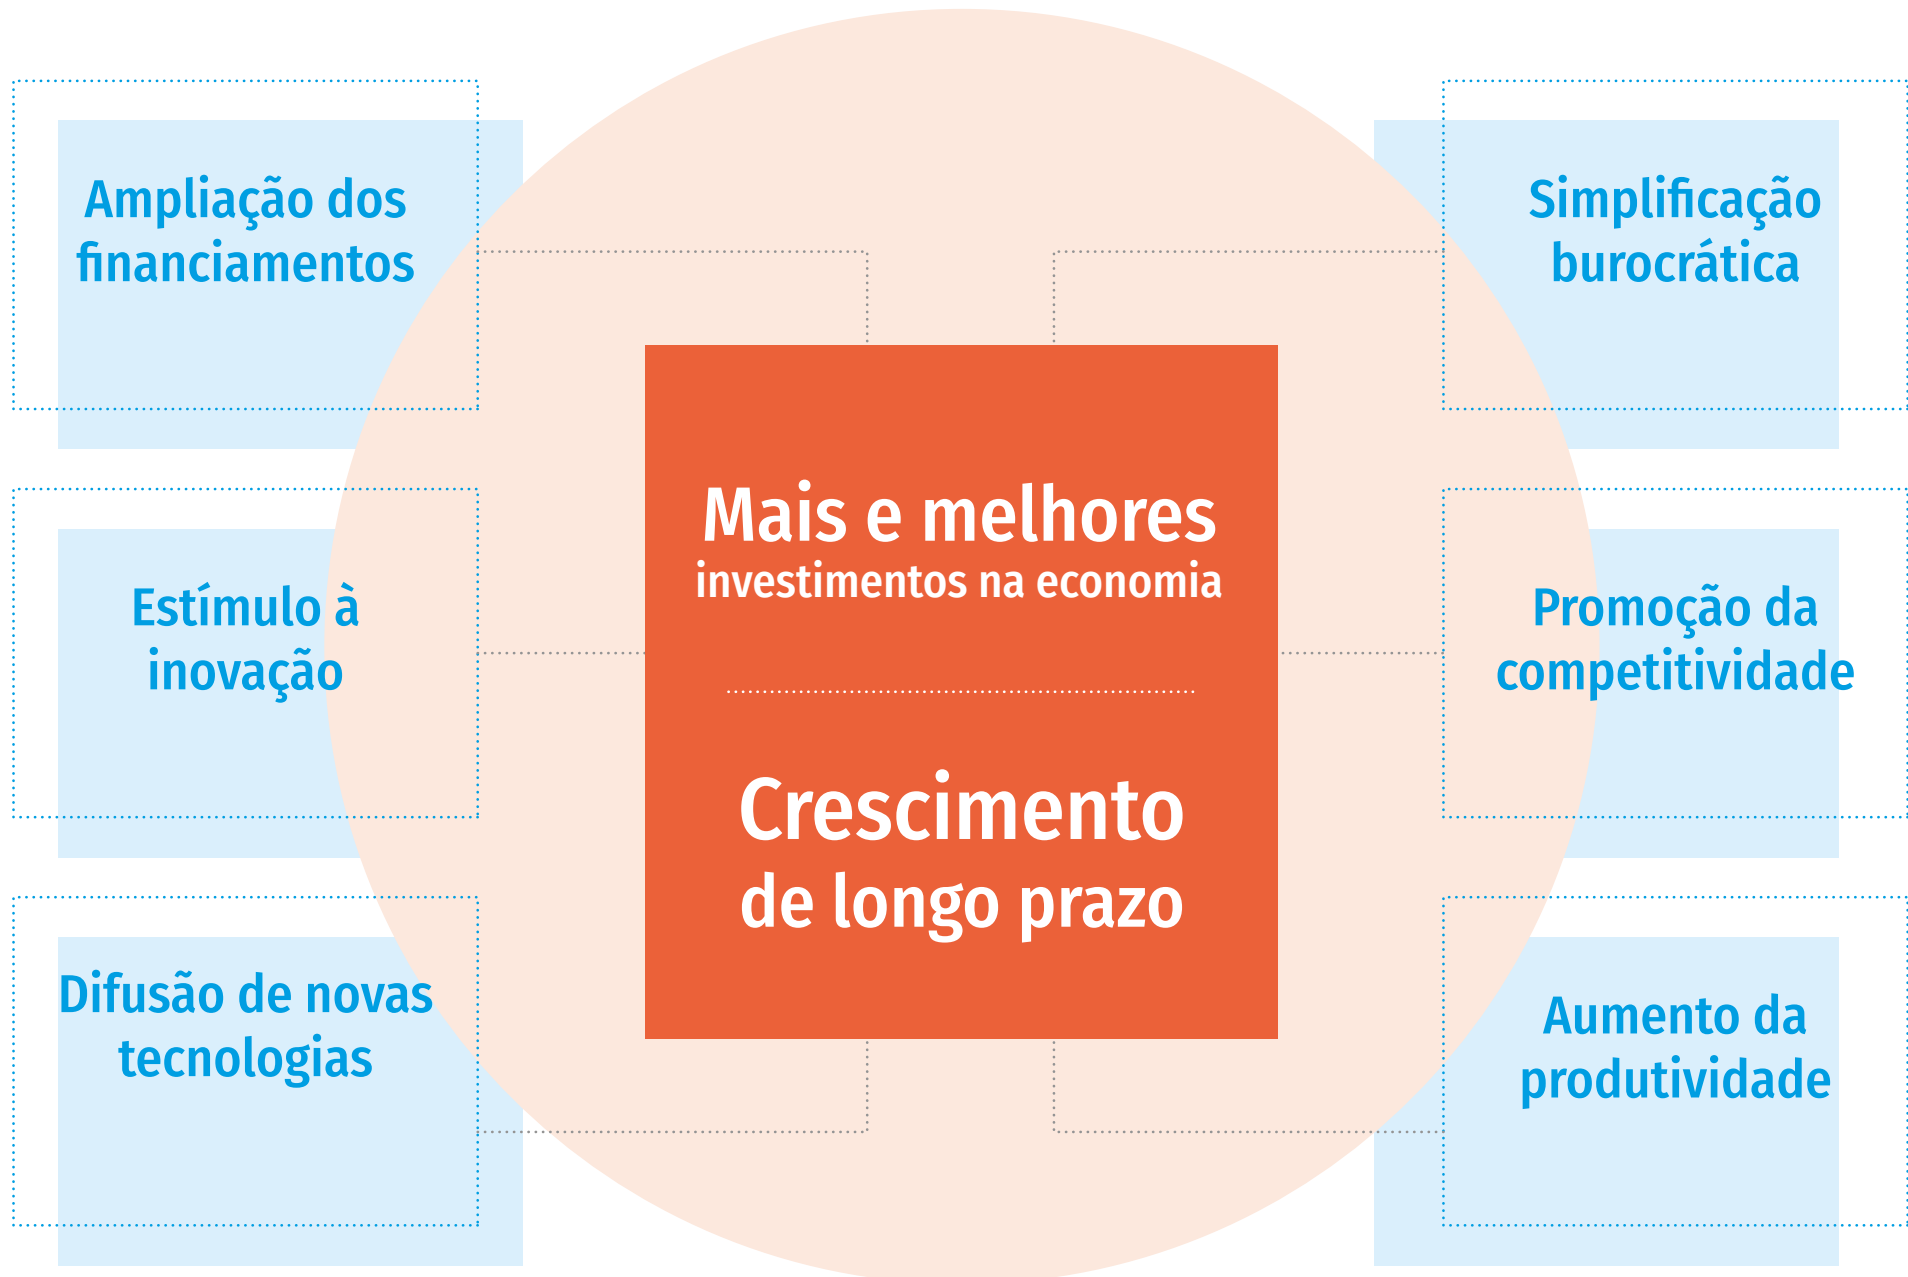 Ampliação dos
financiamentos
Estímulo à
inovação
Difusão de novas
tecnologias
Mais e melhores
investimentos na economia
Crescimento
de longo prazo
Simplificação
burocrática
Promoção da
competitividade
Aumento da
produtividade